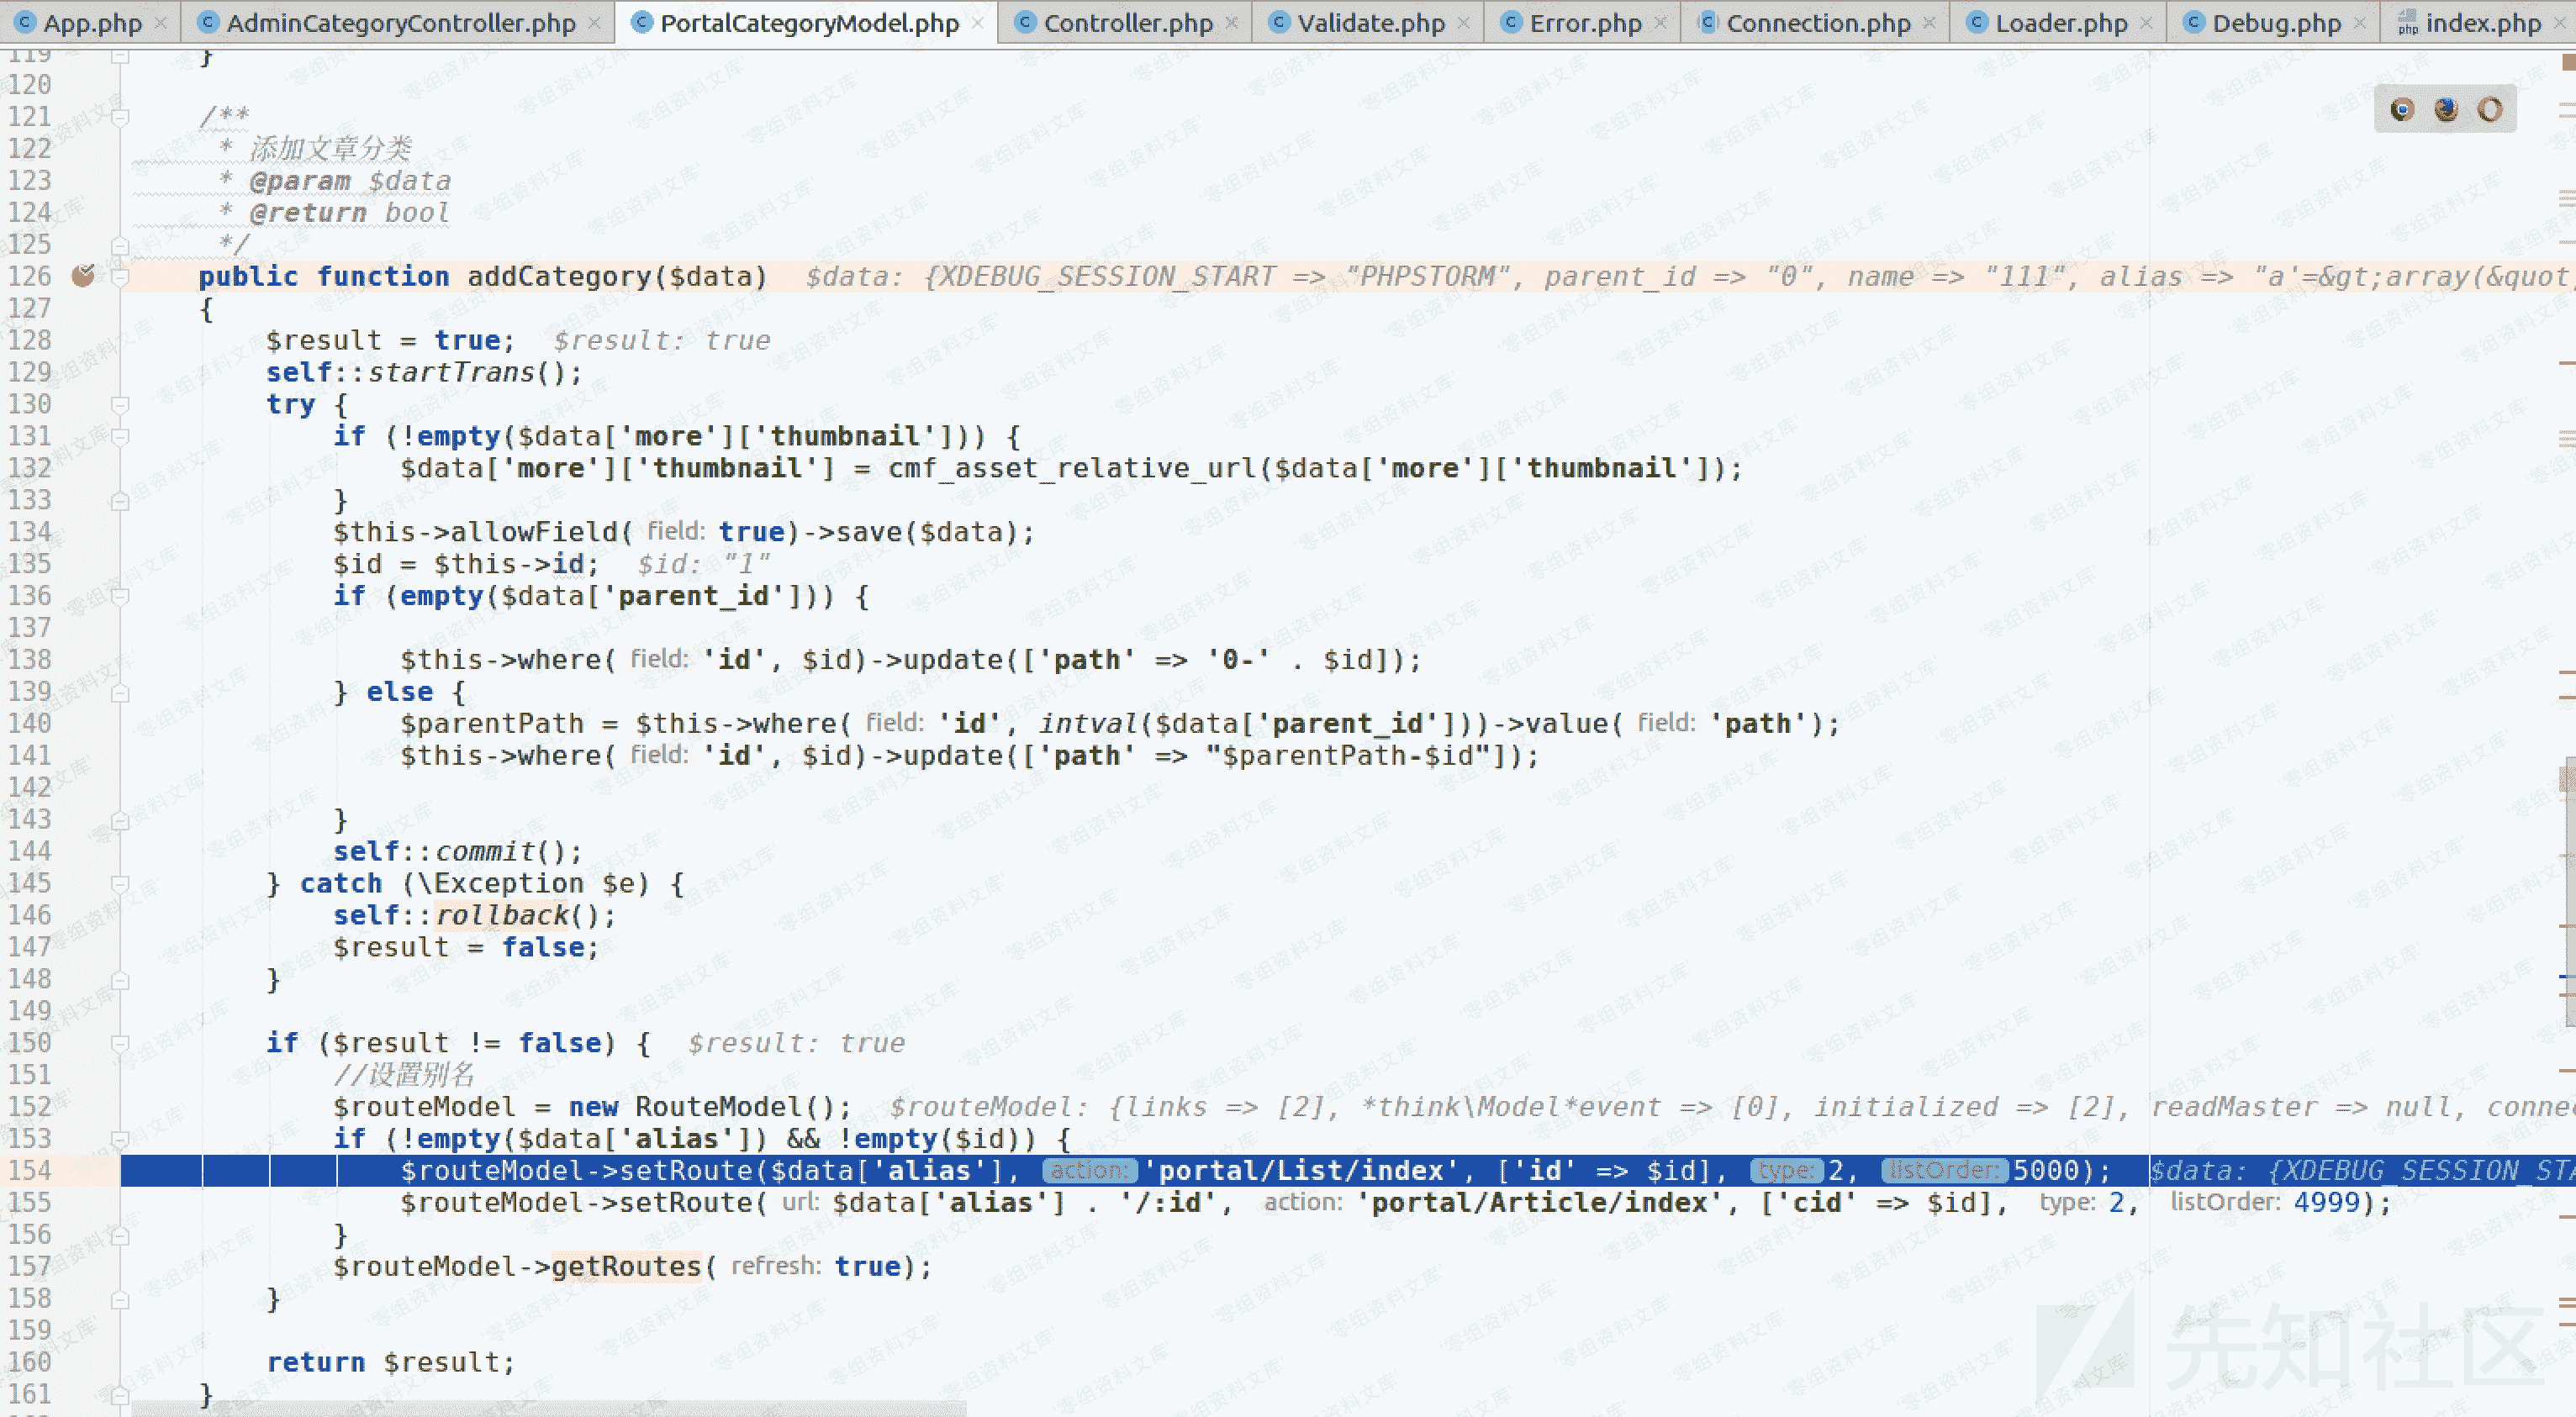 App.php AdminCategoryController.php PortalCategoryModel.php Controller.php Validate.php Error.php Connection.php Loader.php Debug.php index.php
119 }
120
121 /**
122 * 添加文章分类
123 * @param $data
124 * @return bool
125 */
126 public function addCategory($data) $data: {XDEBUG_SESSION_START => "PHPSTORM", parent_id => "0", name => "111", alias => "a'=&gt;array(&quot;
127 {
128 $result = true; $result: true
129 self::startTrans();
130 try {
131 if (!empty($data['more']['thumbnail'])) {
132 $data['more']['thumbnail'] = cmf_asset_relative_url($data['more']['thumbnail']);
133 }
134 $this->allowField( field: true)->save($data);
135 $id = $this->id; $id: "1"
136 if (empty($data['parent_id'])) {
137
138 $this->where( field: 'id', $id)->update(['path' => '0-' . $id]);
139 } else {
140 $parentPath = $this->where( field: 'id', intval($data['parent_id']))->value( field: 'path');
141 $this->where( field: 'id', $id)->update(['path' => "$parentPath-$id"]);
142
143 }
144 self::commit();
145 } catch (\Exception $e) {
146 self::rollback();
147 $result = false;
148 }
149
150 if ($result != false) { $result: true
151 //设置别名
152 $routeModel = new RouteModel(); $routeModel: {links => [2], *think\Model*event => [0], initialized => [2], readMaster => null, connec
153 if (!empty($data['alias']) && !empty($id)) {
154 $routeModel->setRoute($data['alias'], action: 'portal/List/index', ['id' => $id], type: 2, listOrder: 5000); $data: {XDEBUG_SESSION_STA
155 $routeModel->setRoute( url: $data['alias'] . '/:id', action: 'portal/Article/index', ['cid' => $id], type: 2, listOrder: 4999);
156 }
157 $routeModel->getRoutes( refresh: true);
158 }
159
160 return $result;
161 }
先知社区
零组资料文库